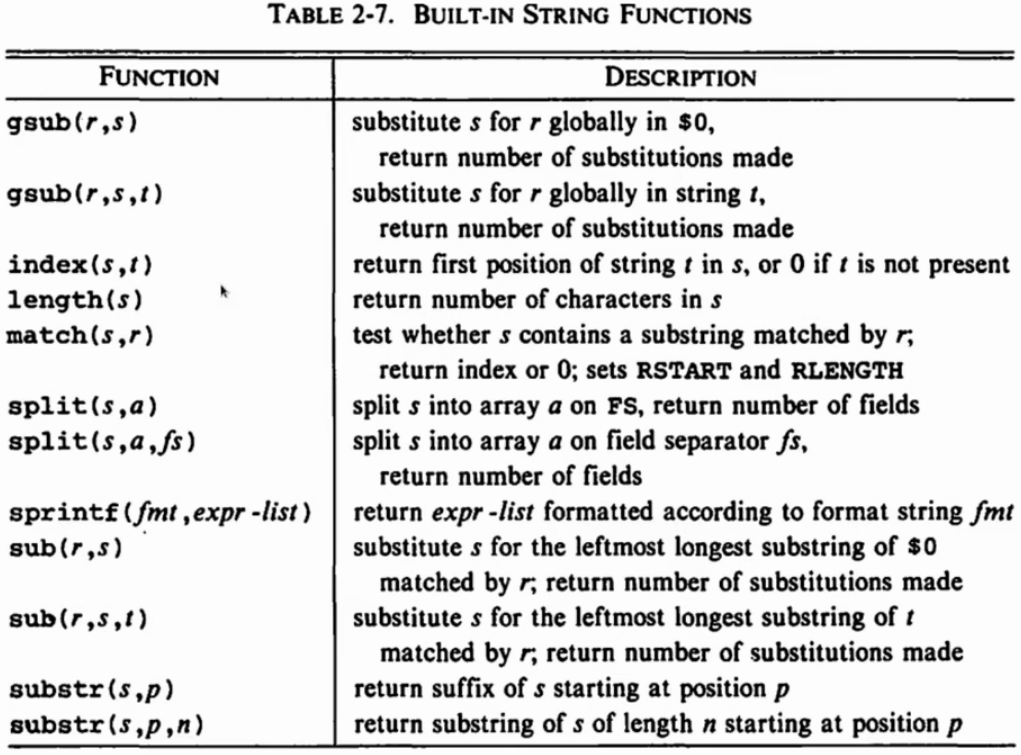 TABLE 2-7. BUILT-IN STRING FUNCTIONS
FUNCTION DESCRIPTION
gsub(r,s) substitute s for r globally in $0,
return number of substitutions made
gsub(r,s,t) substitute s for r globally in string t,
return number of substitutions made
index(s,t) return first position of string t in s, or 0 if t is not present
length(s) return number of characters in s
match(s,r) test whether s contains a substring matched by r;
return index or 0; sets RSTART and RLENGTH
split(s,a) split s into array a on FS, return number of fields
split(s,a,fs) split s into array a on field separator fs,
return number of fields
sprintf(fmt,expr-list) return expr-list formatted according to format string fmt
sub(r,s) substitute s for the leftmost longest substring of $0
matched by r; return number of substitutions made
sub(r,s,t) substitute s for the leftmost longest substring of t
matched by r; return number of substitutions made
substr(s,p) return suffix of s starting at position p
substr(s,p,n) return substring of s of length n starting at position p